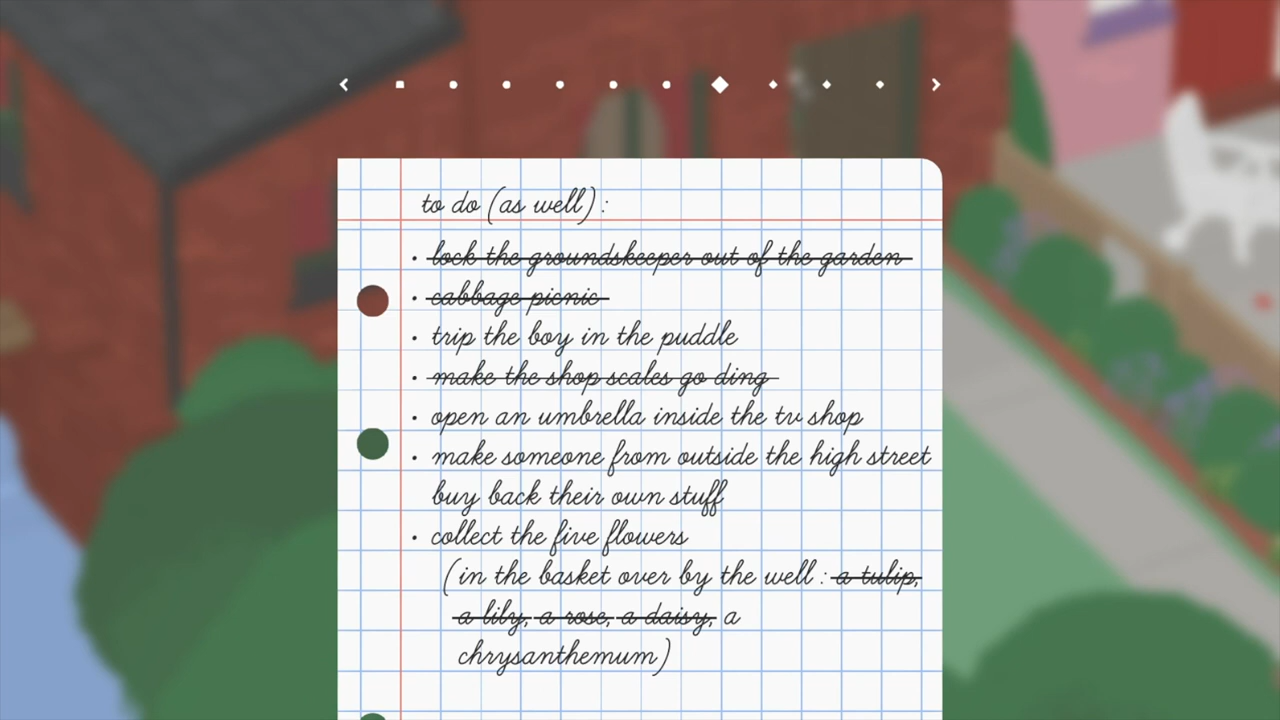 to do (as well) :
• lock the groundskeeper out of the garden
• cabbage picnic
• trip the boy in the puddle
• make the shop scales go ding
• open an umbrella inside the tv shop
• make someone from outside the high street
buy back their own stuff
• collect the five flowers
(in the basket over by the well : a tulip,
a lily, a rose, a daisy, a
chrysanthemum)